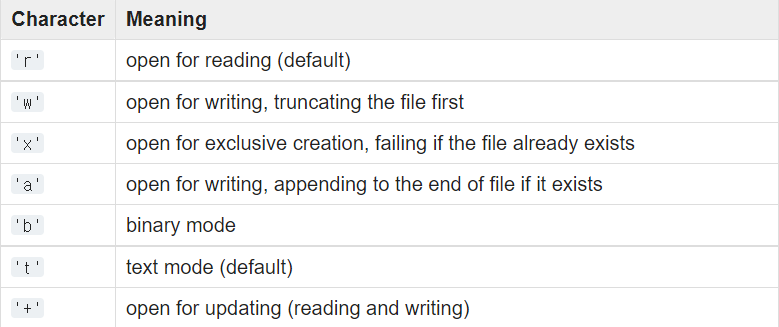 Character Meaning
'r' open for reading (default)
'w' open for writing, truncating the file first
'x' open for exclusive creation, failing if the file already exists
'a' open for writing, appending to the end of file if it exists
'b' binary mode
't' text mode (default)
'+' open for updating (reading and writing)